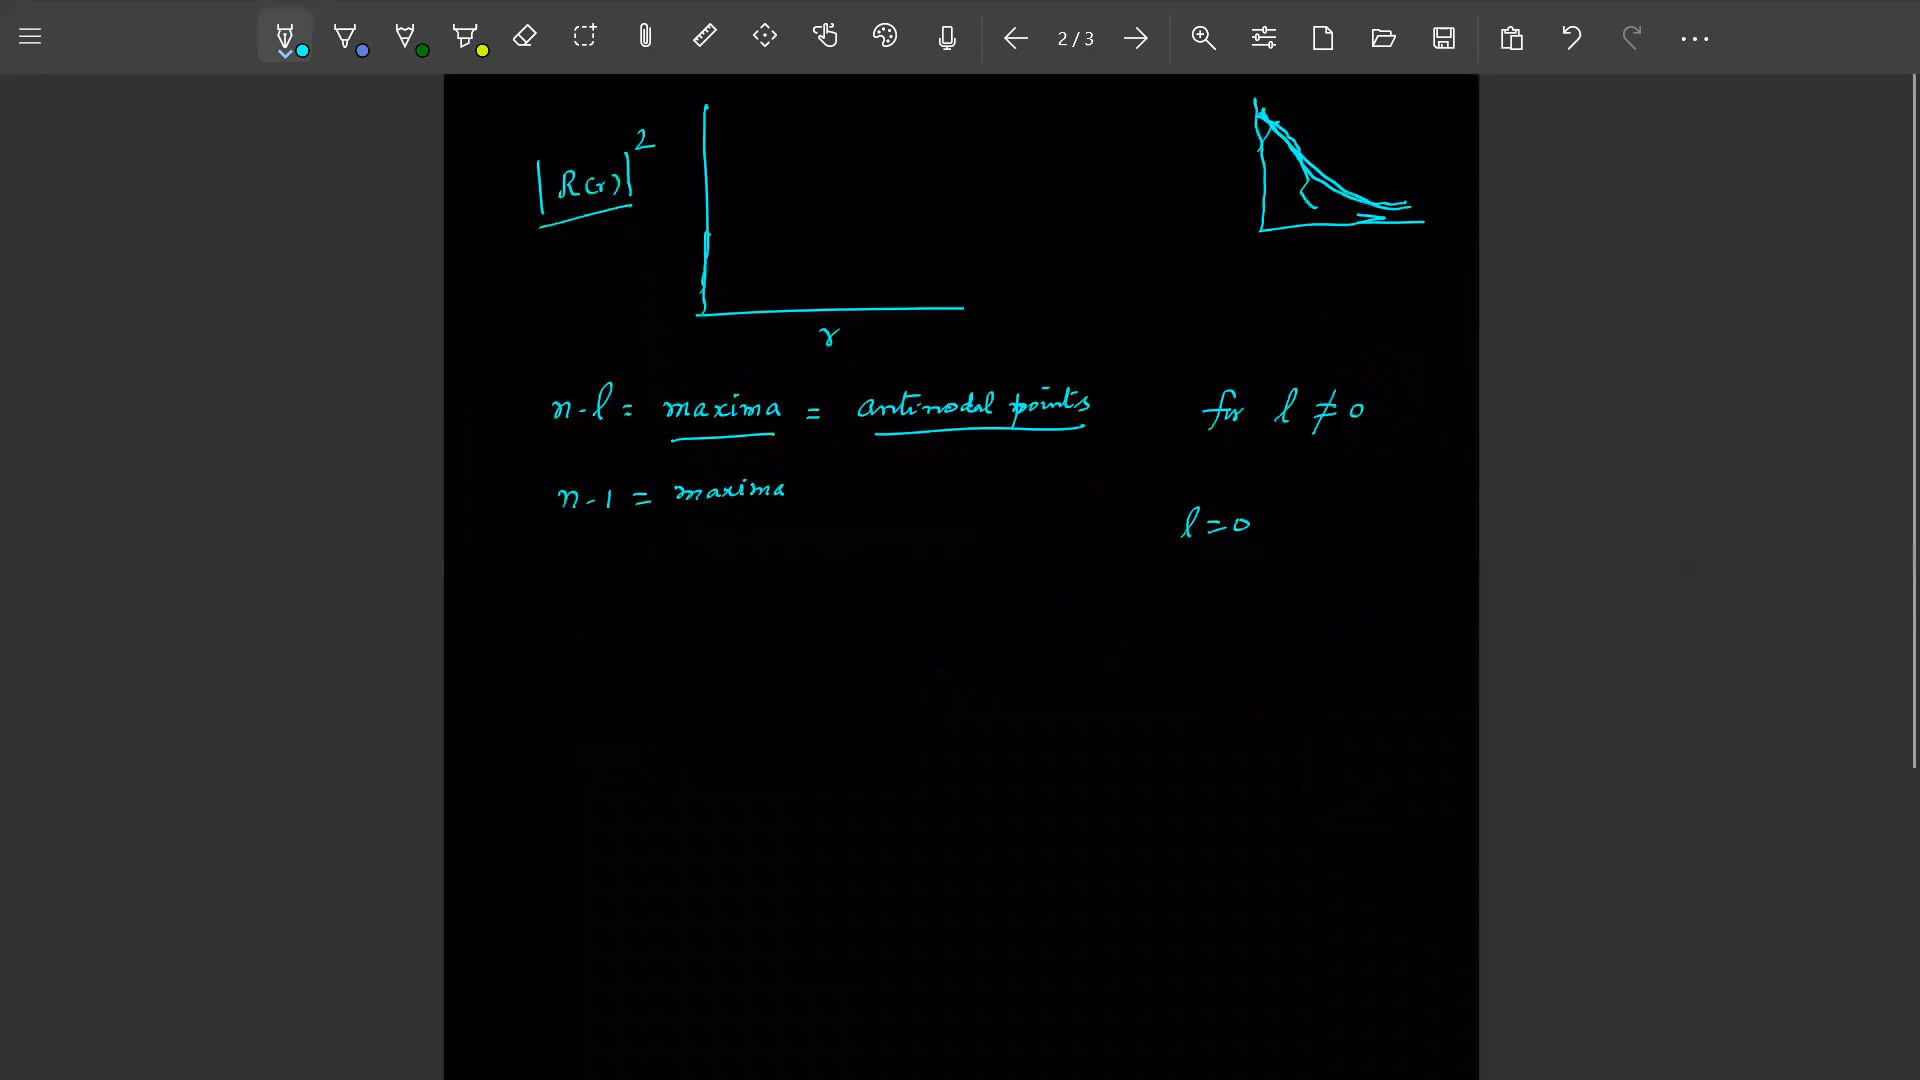 2 / 3
|R(r)|²
r
n-l = maxima = antinodal points for l ≠ 0
n-1 = maxima
l = 0